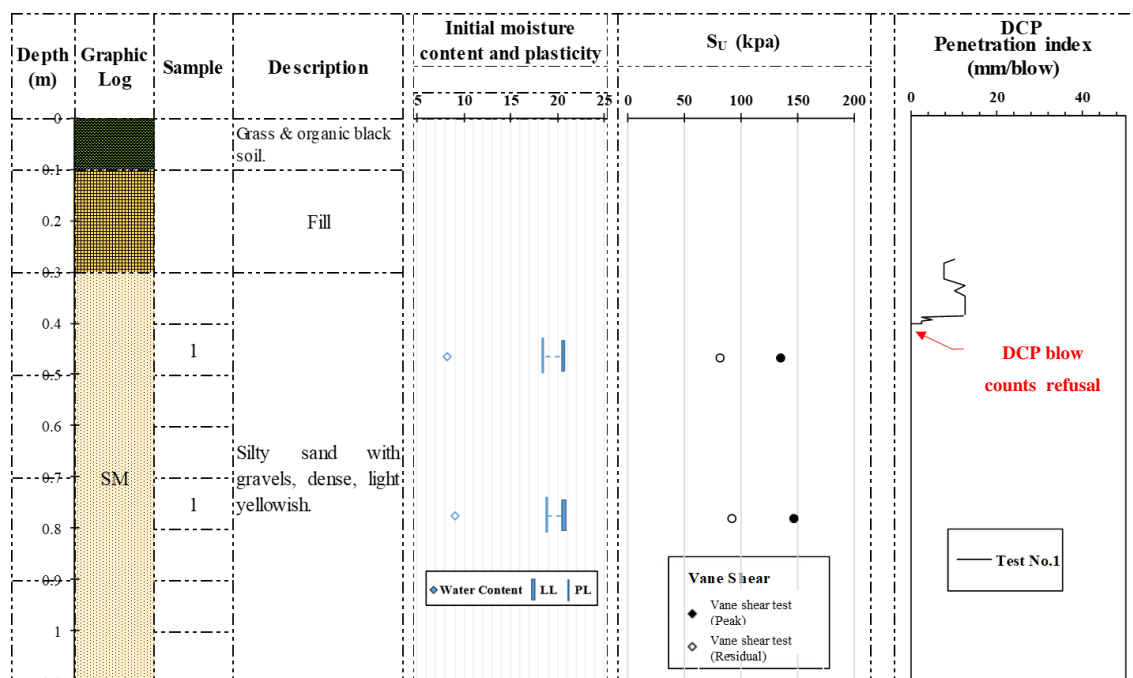 Depth
(m)
Graphic
Log
Sample
Description
Initial moisture
content and plasticity
SU (kpa)
DCP
Penetration index
(mm/blow)
5 10 15 20 25
0 50 100 150 200
0 20 40
0
0.1
0.2
0.3
0.4
0.5
0.6
0.7
0.8
0.9
1
SM
1
1
Grass & organic black
soil.
Fill
Silty sand with
gravels, dense, light
yellowish.
Water Content LL PL
Vane Shear
Vane shear test
(Peak)
Vane shear test
(Residual)
DCP blow
counts refusal
Test No.1